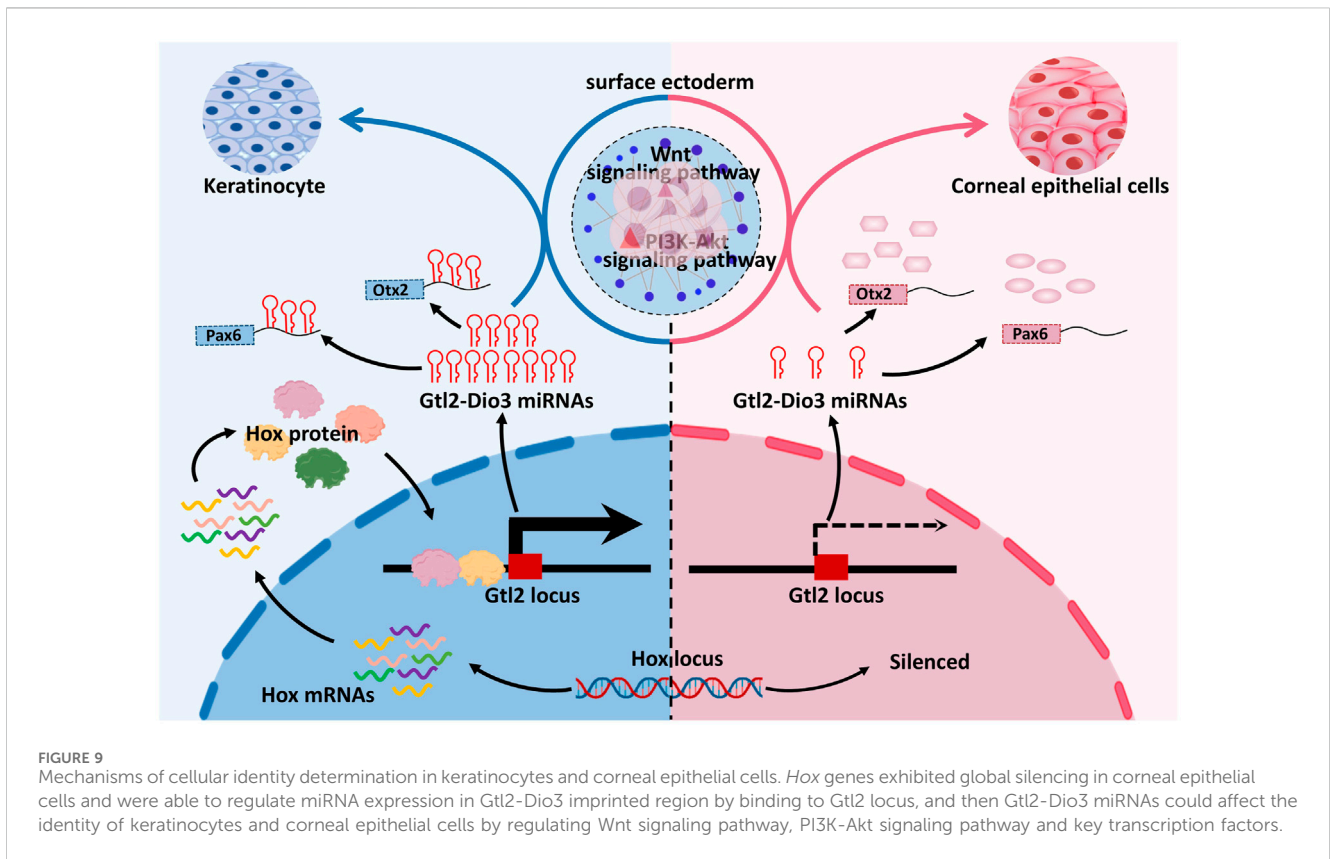 surface ectoderm
Wnt
signaling pathway
PI3K-Akt
signaling pathway
Keratinocyte
Corneal epithelial cells
Otx2
Pax6
Otx2
Pax6
Gtl2-Dio3 miRNAs
Gtl2-Dio3 miRNAs
Hox protein
Gtl2 locus
Gtl2 locus
Hox locus
Silenced
Hox mRNAs
FIGURE 9
Mechanisms of cellular identity determination in keratinocytes and corneal epithelial cells. Hox genes exhibited global silencing in corneal epithelial
cells and were able to regulate miRNA expression in Gtl2-Dio3 imprinted region by binding to Gtl2 locus, and then Gtl2-Dio3 miRNAs could affect the
identity of keratinocytes and corneal epithelial cells by regulating Wnt signaling pathway, PI3K-Akt signaling pathway and key transcription factors.